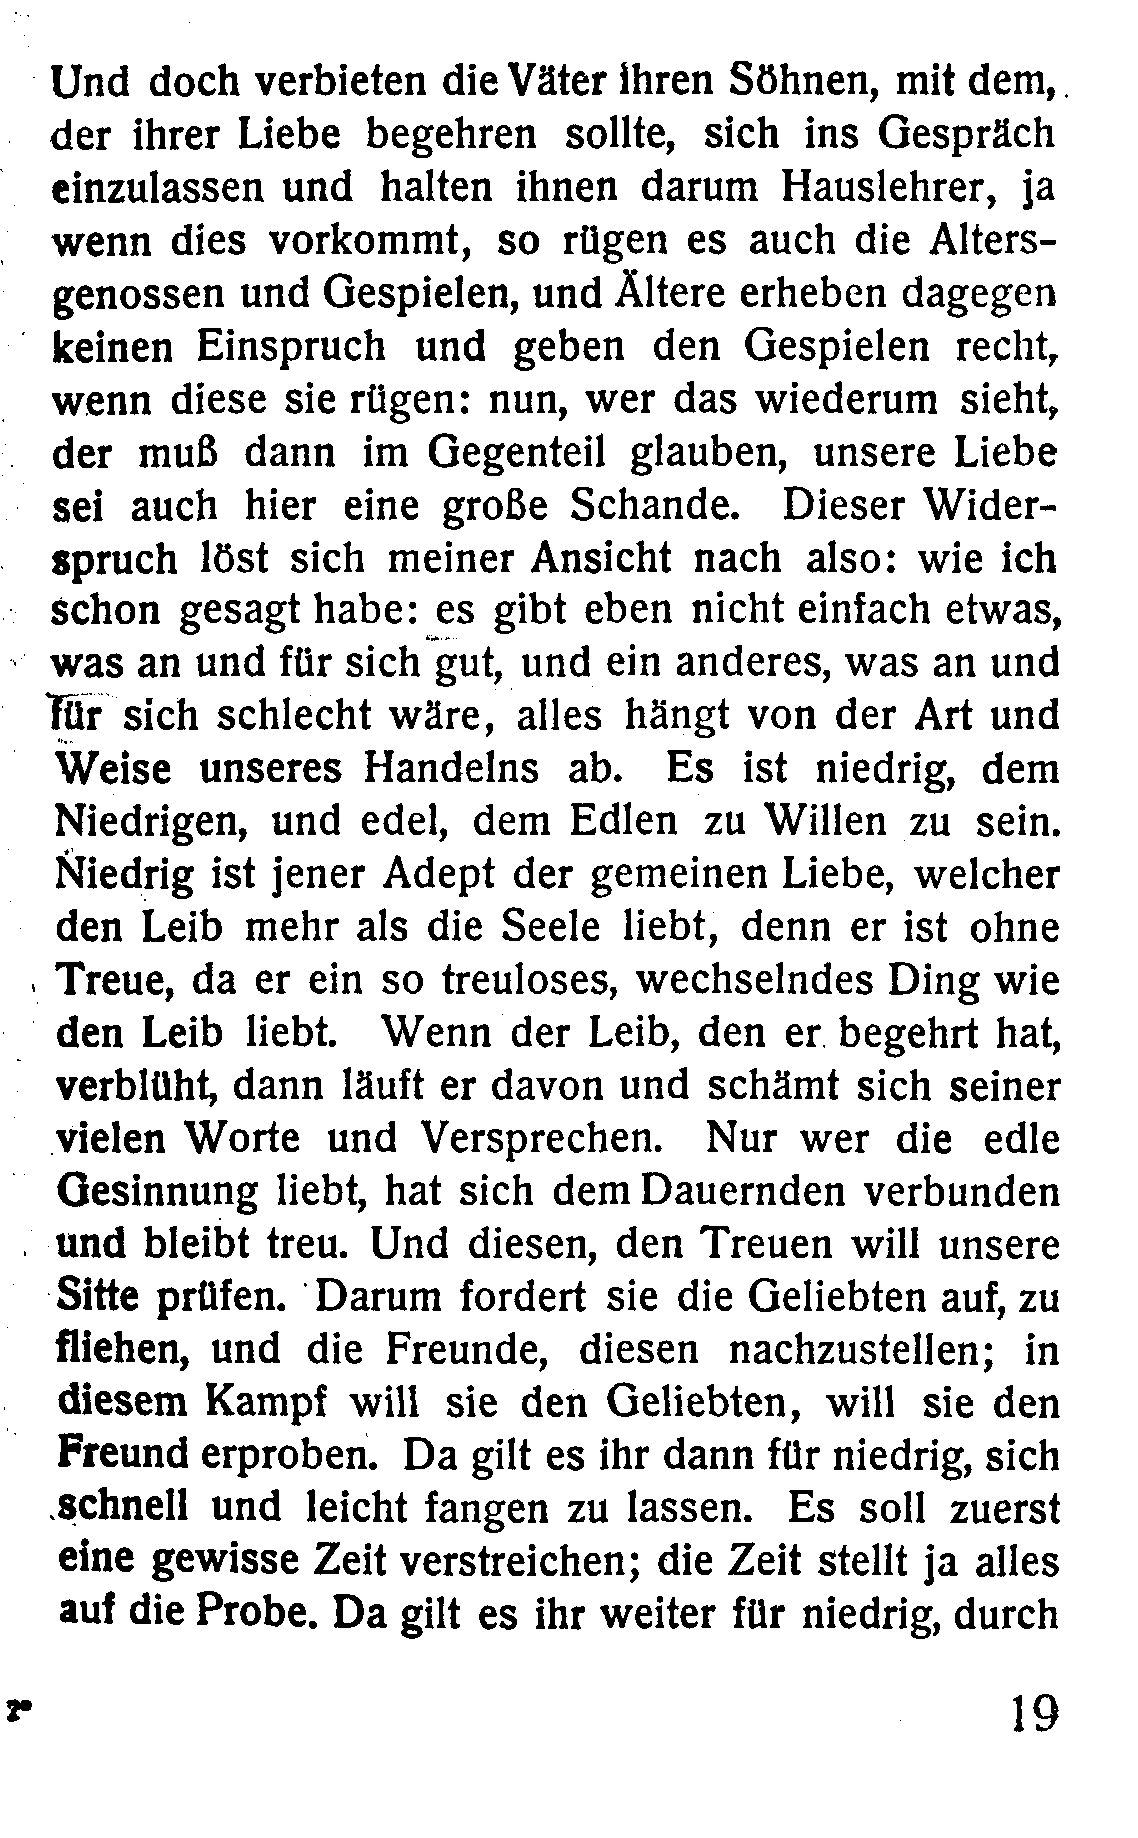 Und doch verbieten die Väter ihren Söhnen, mit dem,
der ihrer Liebe begehren sollte, sich ins Gespräch
einzulassen und halten ihnen darum Hauslehrer, ja
wenn dies vorkommt, so rügen es auch die Alters-
genossen und Gespielen, und Ältere erheben dagegen
keinen Einspruch und geben den Gespielen recht,
wenn diese sie rügen: nun, wer das wiederum sieht,
der muß dann im Gegenteil glauben, unsere Liebe
sei auch hier eine große Schande. Dieser Wider-
spruch löst sich meiner Ansicht nach also: wie ich
schon gesagt habe: es gibt eben nicht einfach etwas,
was an und für sich gut, und ein anderes, was an und
für sich schlecht wäre, alles hängt von der Art und
Weise unseres Handelns ab. Es ist niedrig, dem
Niedrigen, und edel, dem Edlen zu Willen zu sein.
Niedrig ist jener Adept der gemeinen Liebe, welcher
den Leib mehr als die Seele liebt, denn er ist ohne
Treue, da er ein so treuloses, wechselndes Ding wie
den Leib liebt. Wenn der Leib, den er begehrt hat,
verblüht, dann läuft er davon und schämt sich seiner
vielen Worte und Versprechen. Nur wer die edle
Gesinnung liebt, hat sich dem Dauernden verbunden
und bleibt treu. Und diesen, den Treuen will unsere
Sitte prüfen. Darum fordert sie die Geliebten auf, zu
fliehen, und die Freunde, diesen nachzustellen; in
diesem Kampf will sie den Geliebten, will sie den
Freund erproben. Da gilt es ihr dann für niedrig, sich
schnell und leicht fangen zu lassen. Es soll zuerst
eine gewisse Zeit verstreichen; die Zeit stellt ja alles
auf die Probe. Da gilt es ihr weiter für niedrig, durch
19